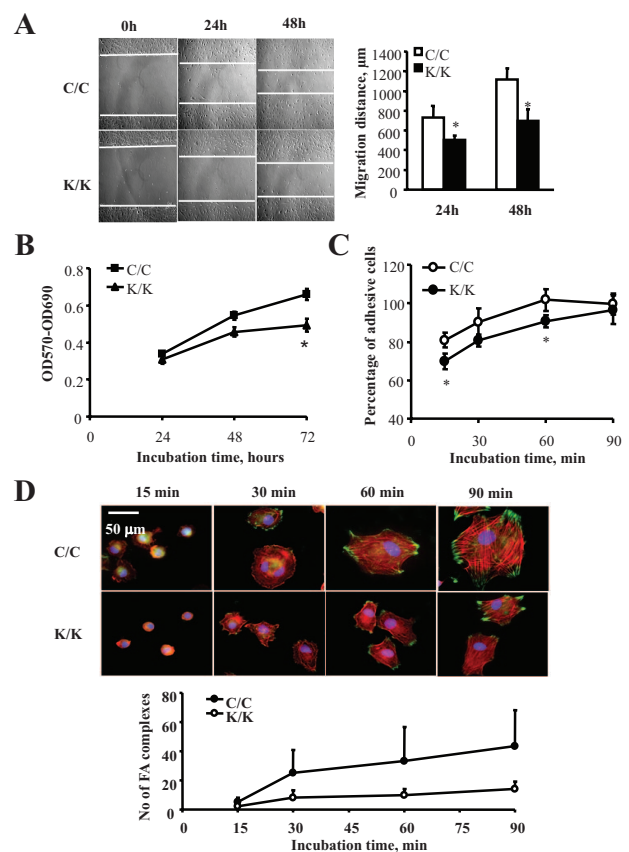 A
0h 24h 48h
C/C
K/K
Migration distance, µm
1400
1200
1000
800
600
400
200
0
C/C
K/K
*
*
24h 48h
B
OD570-OD690
0.8
0.6
0.4
0.2
0
C/C
K/K
*
0 24 48 72
Incubation time, hours
C
Percentage of adhesive cells
120
100
80
60
40
C/C
K/K
*
*
0 30 60 90
Incubation time, min
D
15 min 30 min 60 min 90 min
50 µm
C/C
K/K
No of FA complexes
80
60
40
20
0
C/C
K/K
0 15 30 45 60 75 90
Incubation time, min